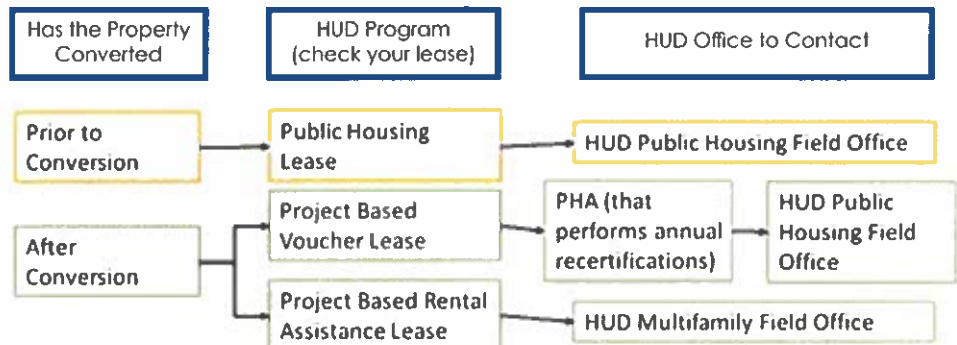 Has the Property
Converted
HUD Program
(check your lease)
HUD Office to Contact
Prior to
Conversion
Public Housing
Lease
HUD Public Housing Field Office
After
Conversion
Project Based
Voucher Lease
PHA (that
performs annual
recertifications)
HUD Public
Housing Field
Office
Project Based Rental
Assistance Lease
HUD Multifamily Field Office